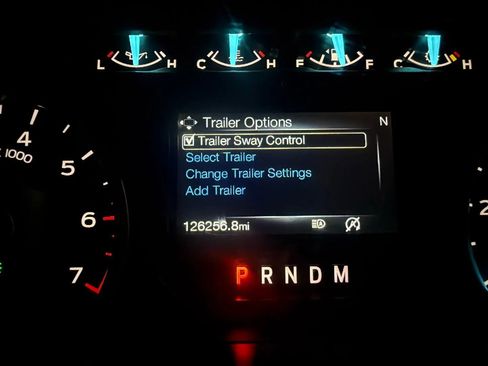 L H C H E F C H
Trailer Options N
Trailer Sway Control
Select Trailer
Change Trailer Settings
Add Trailer
126256.8mi
4
1000
5
6
7
2
P R N D M